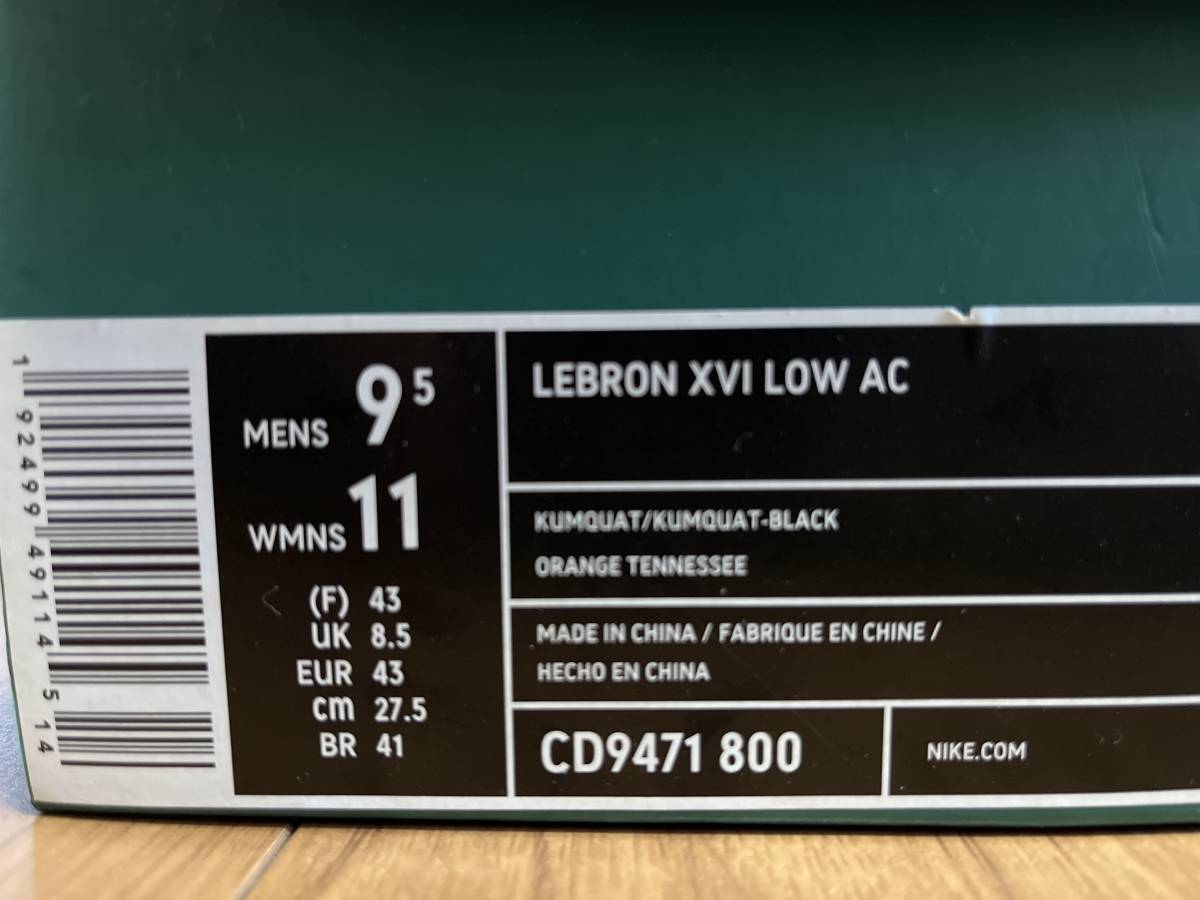 1 92499 49114 5 14
MENS 9 5
WMNS 11
(F) 43
UK 8.5
EUR 43
cm 27.5
BR 41
LEBRON XVI LOW AC
KUMQUAT/KUMQUAT-BLACK
ORANGE TENNESSEE
MADE IN CHINA / FABRIQUE EN CHINE /
HECHO EN CHINA
CD9471 800
NIKE.COM